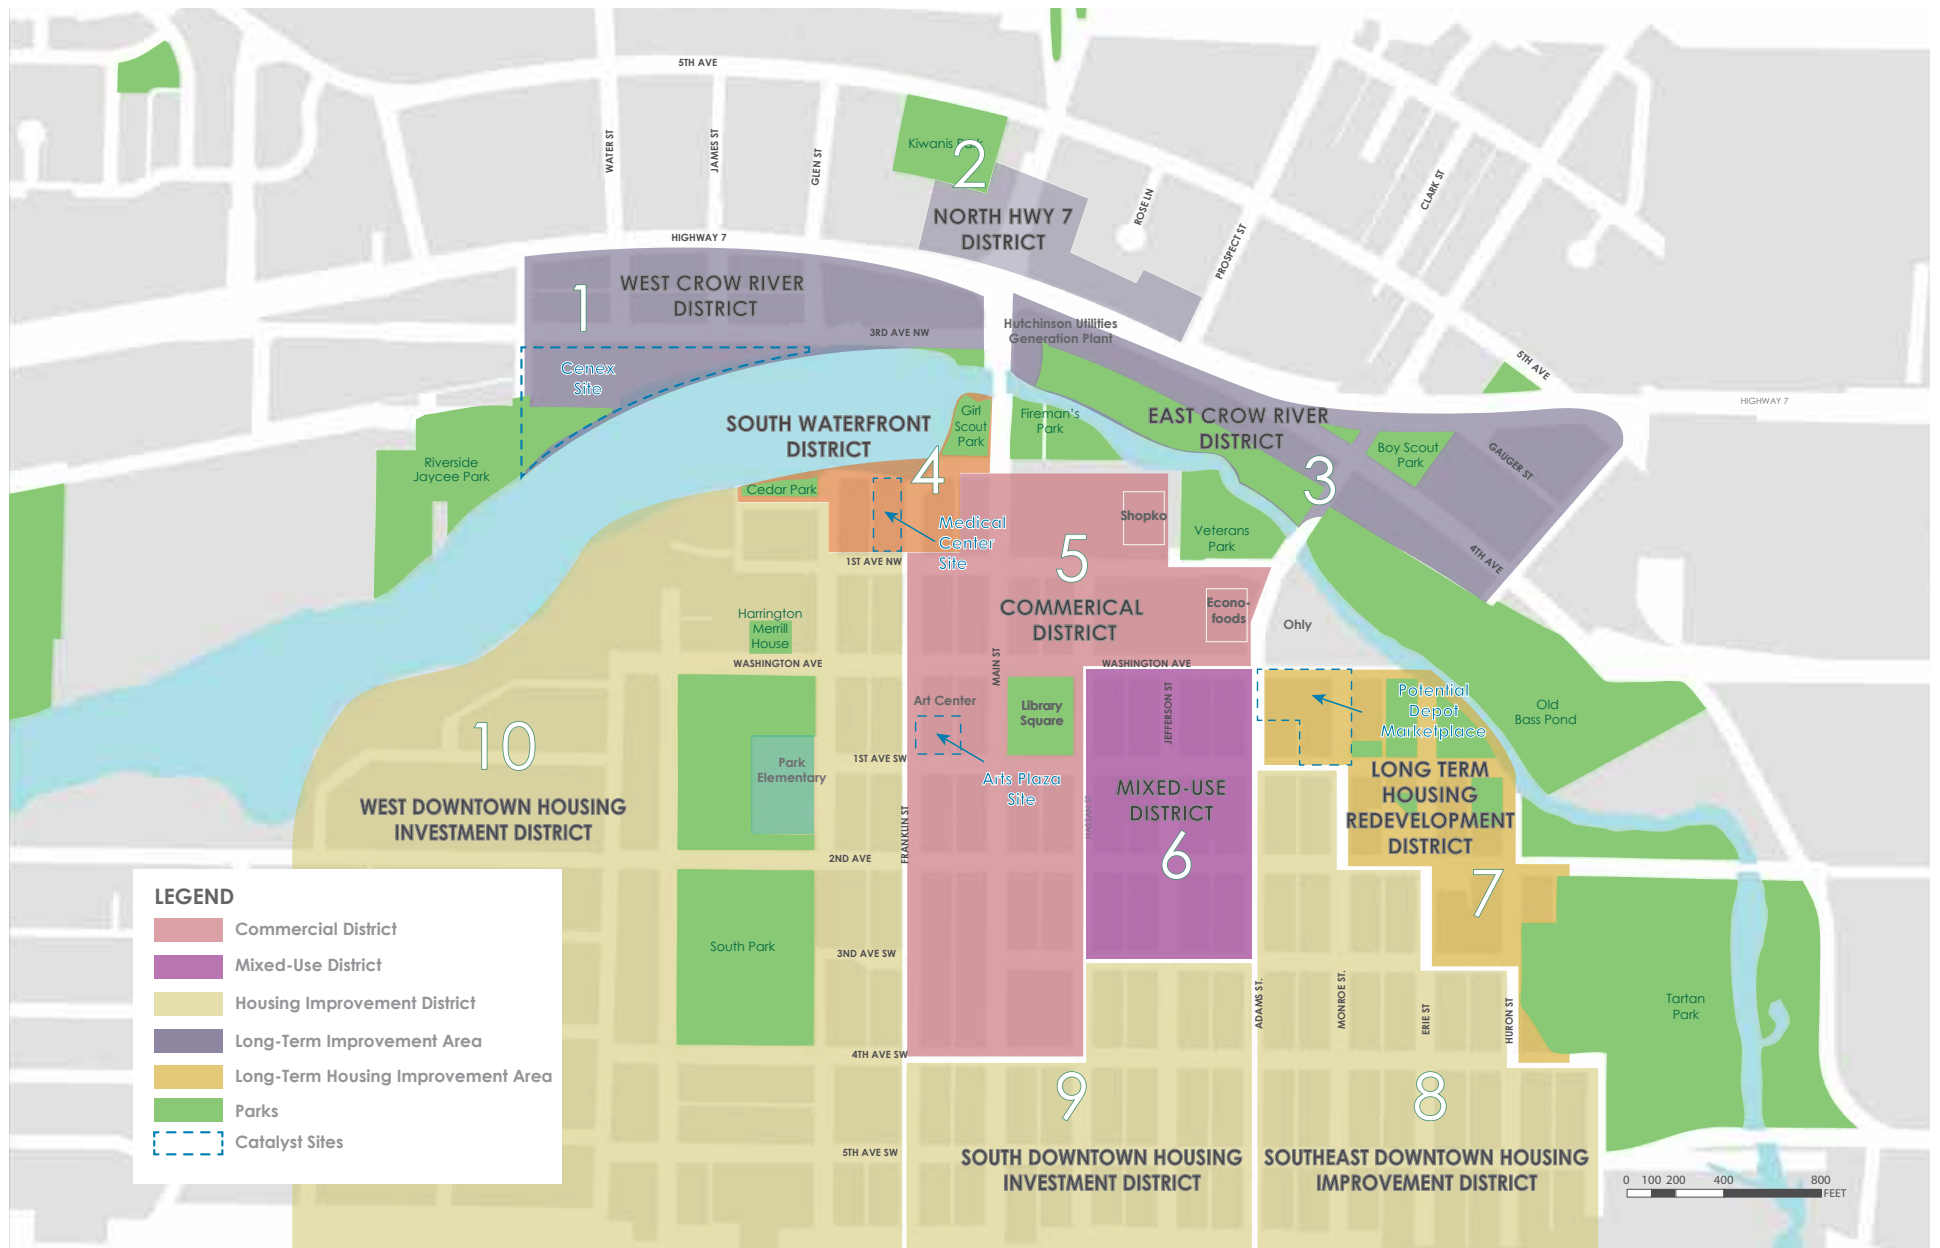 5TH AVE
WATER ST
JAMES ST
GLEN ST
Kiwanis Park
2
NORTH HWY 7
DISTRICT
ROSE LN
PROSPECT ST
CLARK ST
HIGHWAY 7
1
WEST CROW RIVER
DISTRICT
3RD AVE NW
Hutchinson Utilities
Generation Plant
Cenex
Site
5TH AVE
HIGHWAY 7
SOUTH WATERFRONT
DISTRICT
4
Girl
Scout
Park
Fireman's
Park
EAST CROW RIVER
DISTRICT
3
Boy Scout
Park
GAUGER ST
4TH AVE
Riverside
Jaycee Park
Cedar Park
Medical
Center
Site
Shopko
Veterans
Park
1ST AVE NW
5
COMMERICAL
DISTRICT
Econo-
foods
Ohly
Harrington
Merrill
House
WASHINGTON AVE
MAIN ST
WASHINGTON AVE
Art Center
Library
Square
JEFFERSON ST
Potential
Depot
Marketplace
Old
Bass Pond
10
WEST DOWNTOWN HOUSING
INVESTMENT DISTRICT
Park
Elementary
1ST AVE SW
Arts Plaza
Site
FRANKLIN ST
HASSAN ST
MIXED-USE
DISTRICT
6
LONG TERM
HOUSING
REDEVELOPMENT
DISTRICT
7
2ND AVE
South Park
3ND AVE SW
4TH AVE SW
5TH AVE SW
ADAMS ST.
MONROE ST.
ERIE ST
HURON ST
Tartan
Park
9
SOUTH DOWNTOWN HOUSING
INVESTMENT DISTRICT
8
SOUTHEAST DOWNTOWN HOUSING
IMPROVEMENT DISTRICT
LEGEND
Commercial District
Mixed-Use District
Housing Improvement District
Long-Term Improvement Area
Long-Term Housing Improvement Area
Parks
Catalyst Sites
0 100 200 400 800
FEET